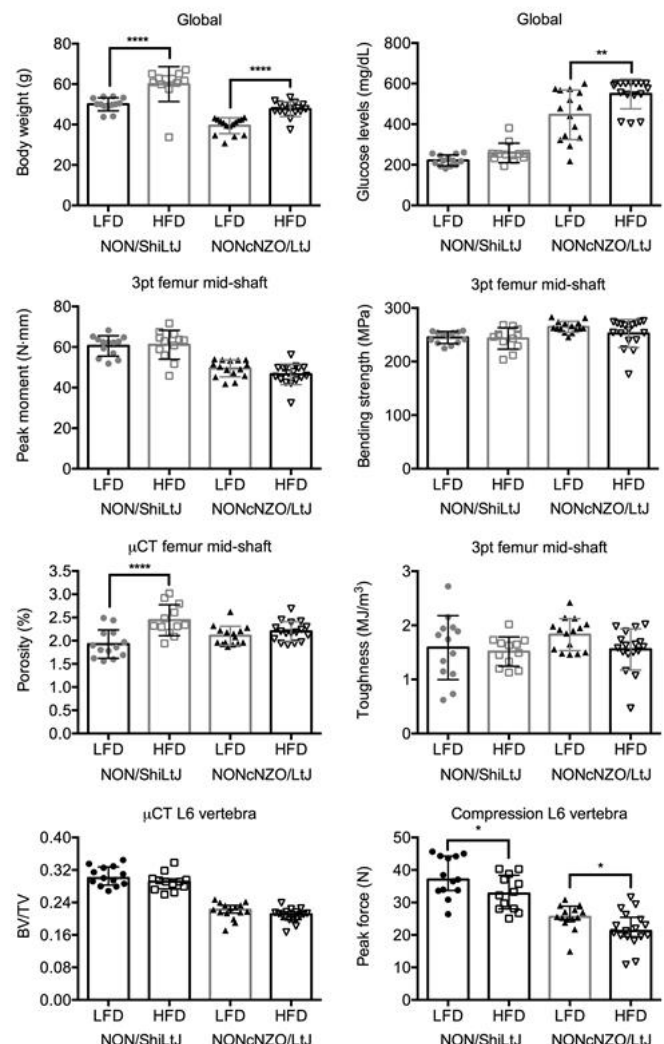 Global
****
****
Body weight (g)
80
60
40
20
0
LFD HFD LFD HFD
NON/ShiLtJ NONcNZO/LtJ
Global
**
Glucose levels (mg/dL)
800
600
400
200
0
LFD HFD LFD HFD
NON/ShiLtJ NONcNZO/LtJ
3pt femur mid-shaft
Peak moment (N·mm)
80
60
40
20
0
LFD HFD LFD HFD
NON/ShiLtJ NONcNZO/LtJ
3pt femur mid-shaft
Bending strength (MPa)
300
200
100
0
LFD HFD LFD HFD
NON/ShiLtJ NONcNZO/LtJ
μCT femur mid-shaft
****
Porosity (%)
3.5
3.0
2.5
2.0
1.5
1.0
0.5
0.0
LFD HFD LFD HFD
NON/ShiLtJ NONcNZO/LtJ
3pt femur mid-shaft
Toughness (MJ/m³)
3
2
1
0
LFD HFD LFD HFD
NON/ShiLtJ NONcNZO/LtJ
μCT L6 vertebra
BV/TV
0.40
0.32
0.24
0.16
0.08
0.00
LFD HFD LFD HFD
NON/ShiLtJ NONcNZO/LtJ
Compression L6 vertebra
*
*
Peak force (N)
50
40
30
20
10
0
LFD HFD LFD HFD
NON/ShiLtJ NONcNZO/LtJ